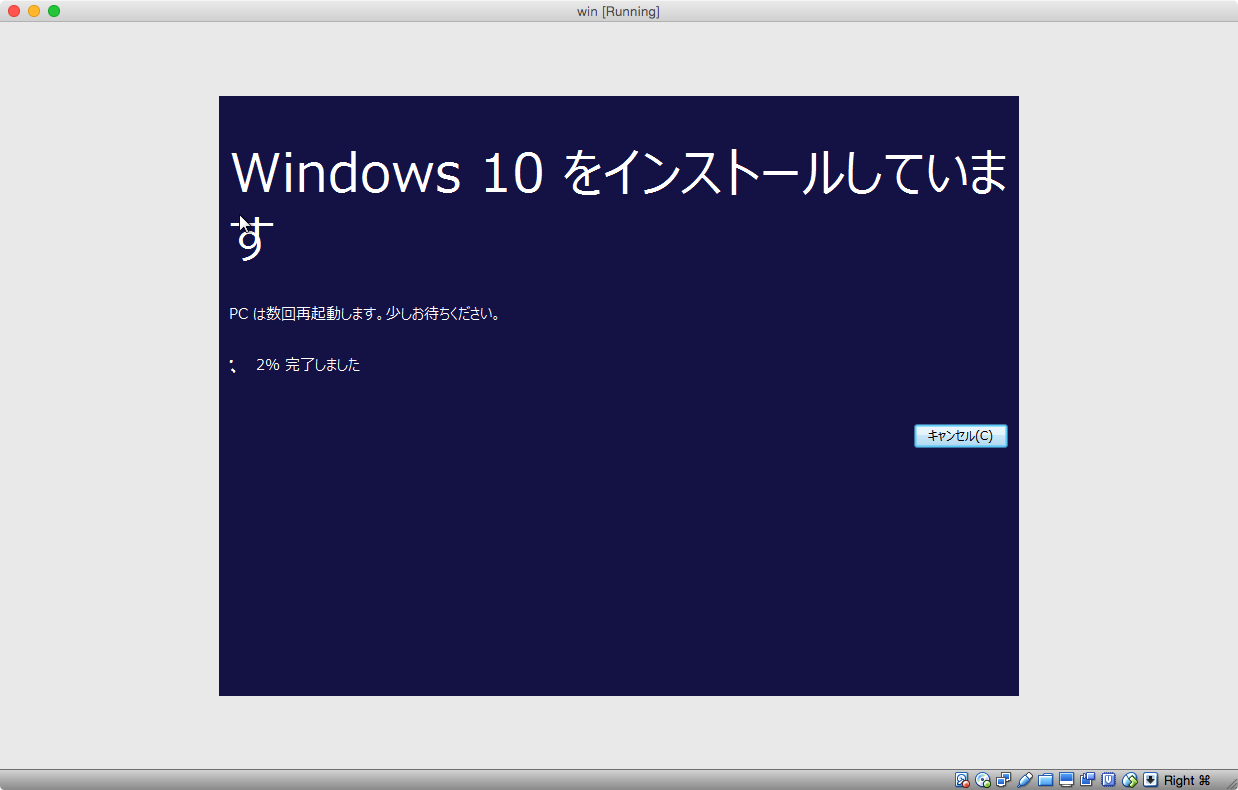 win [Running]
Windows 10 をインストールしていま
す
PC は数回再起動します。少しお待ちください。
2% 完了しました
キャンセル(C)
Right ⌘